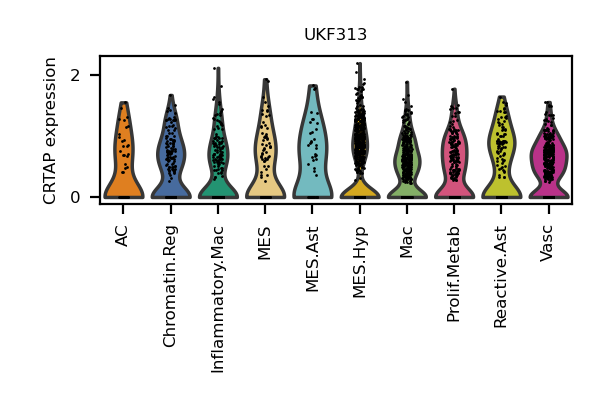 UKF313
CRTAP expression
2
0
AC
Chromatin.Reg
Inflammatory.Mac
MES
MES.Ast
MES.Hyp
Mac
Prolif.Metab
Reactive.Ast
Vasc